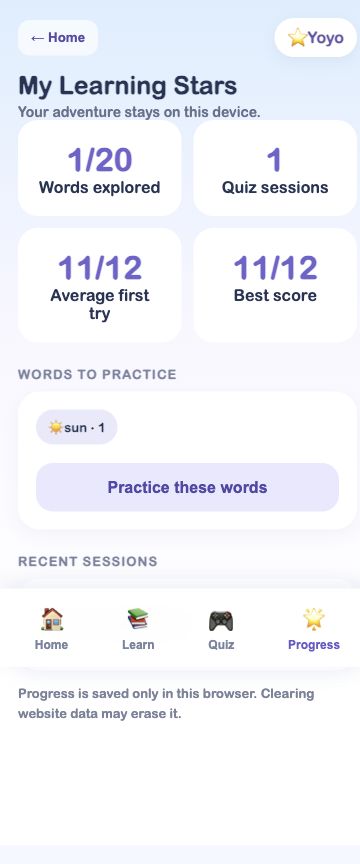 ← Home
Yoyo
My Learning Stars
Your adventure stays on this device.
1/20
Words explored
1
Quiz sessions
11/12
Average first
try
11/12
Best score
WORDS TO PRACTICE
sun · 1
Practice these words
RECENT SESSIONS
Home
Learn
Quiz
Progress
Progress is saved only in this browser. Clearing
website data may erase it.